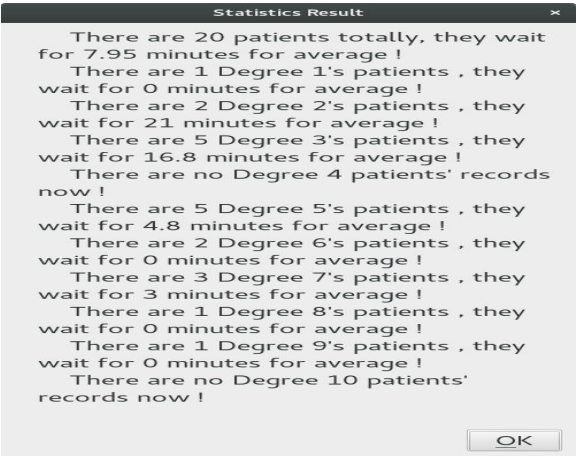 Statistics Result ×
There are 20 patients totally, they wait
for 7.95 minutes for average !
There are 1 Degree 1's patients , they
wait for 0 minutes for average !
There are 2 Degree 2's patients , they
wait for 21 minutes for average !
There are 5 Degree 3's patients , they
wait for 16.8 minutes for average !
There are no Degree 4 patients' records
now !
There are 5 Degree 5's patients , they
wait for 4.8 minutes for average !
There are 2 Degree 6's patients , they
wait for 0 minutes for average !
There are 3 Degree 7's patients , they
wait for 3 minutes for average !
There are 1 Degree 8's patients , they
wait for 0 minutes for average !
There are 1 Degree 9's patients , they
wait for 0 minutes for average !
There are no Degree 10 patients'
records now !
OK